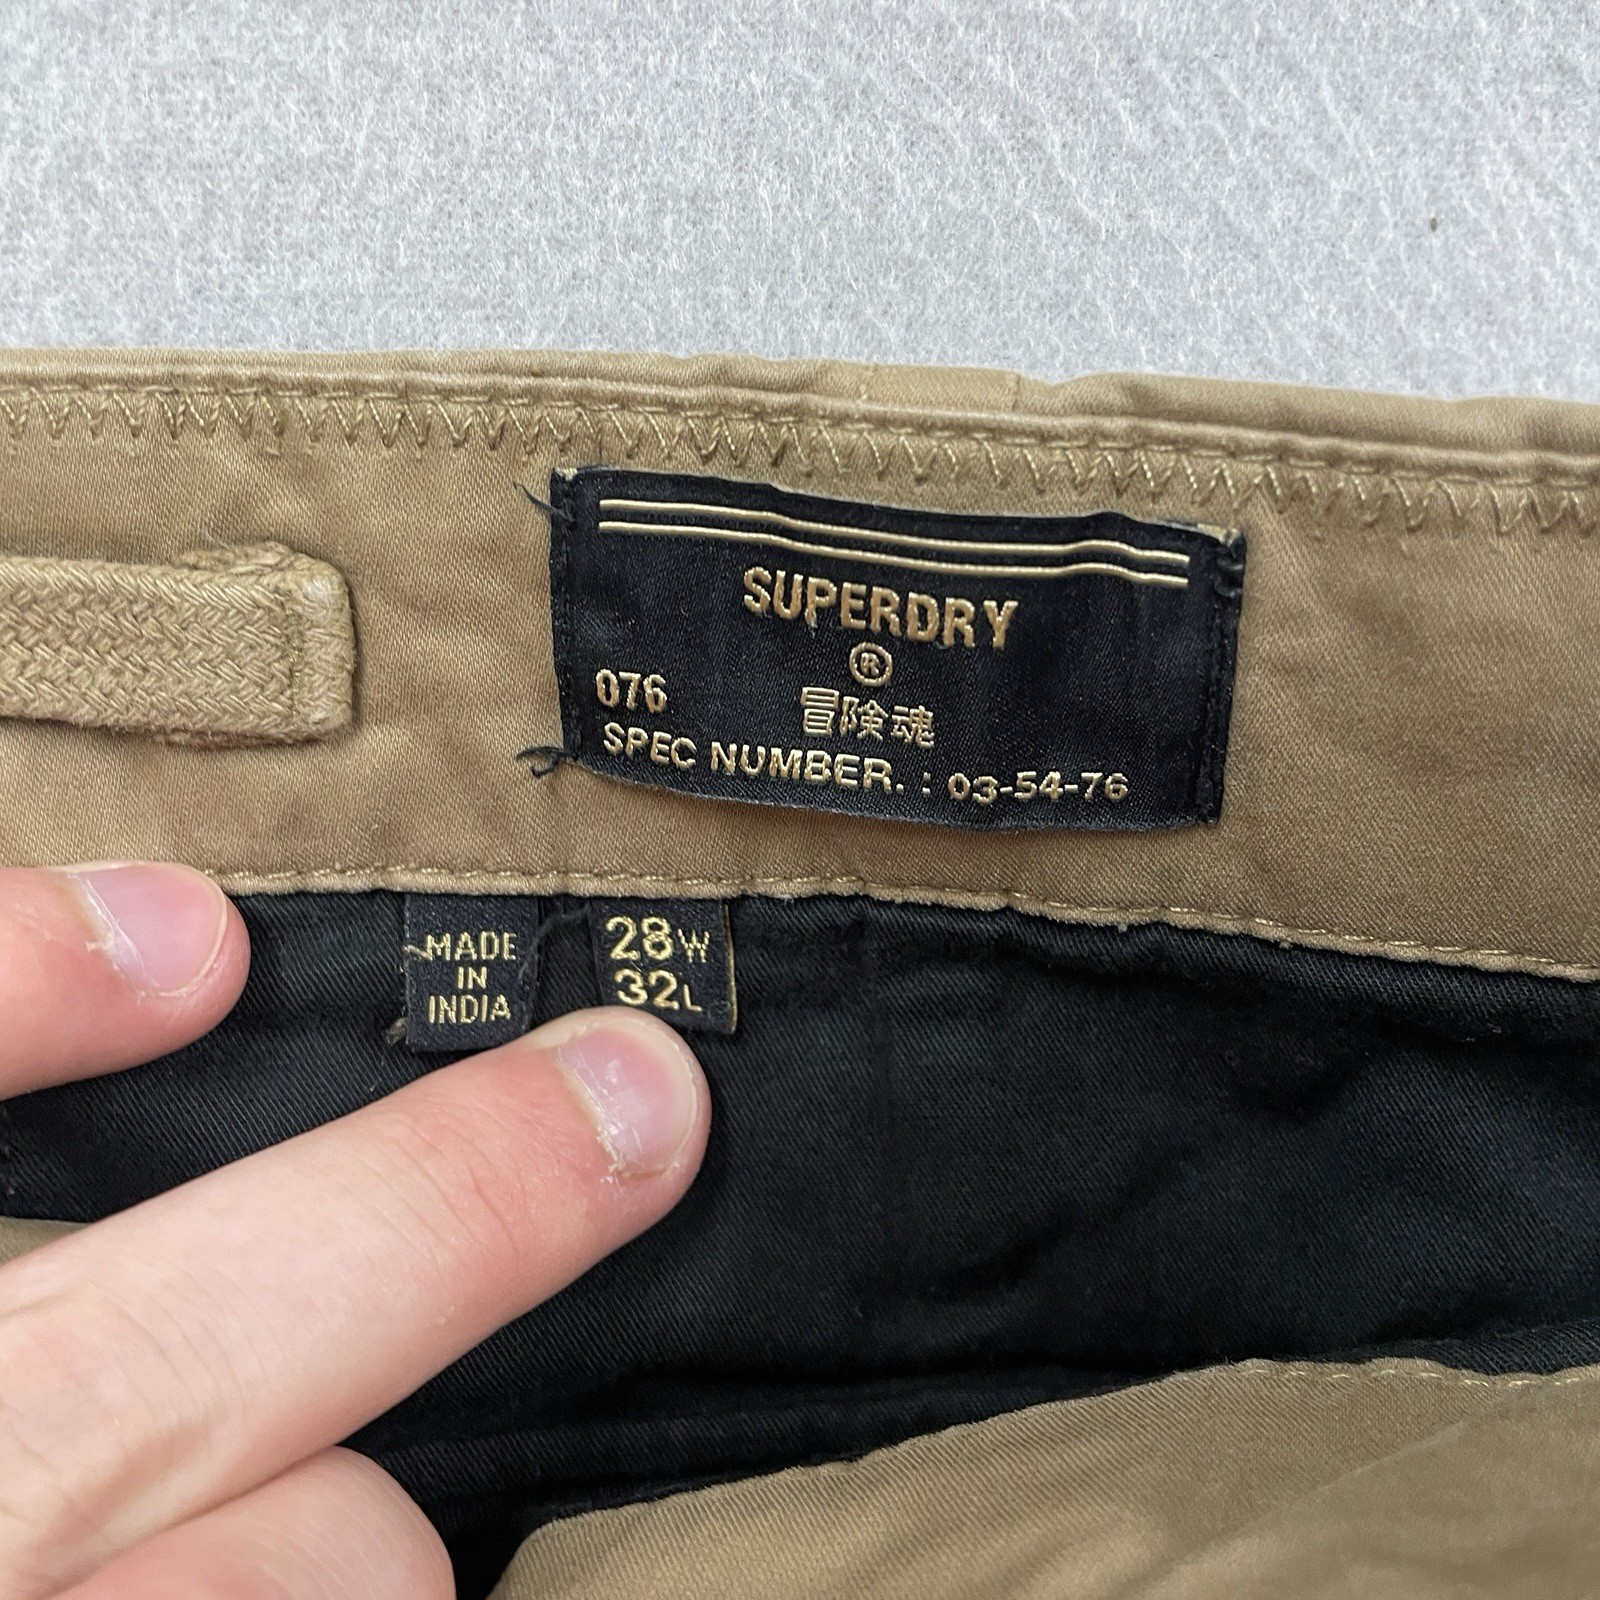 SUPERDRY
®
冒険魂
076
SPEC NUMBER. : 03-54-76
MADE
IN
INDIA
28W
32L